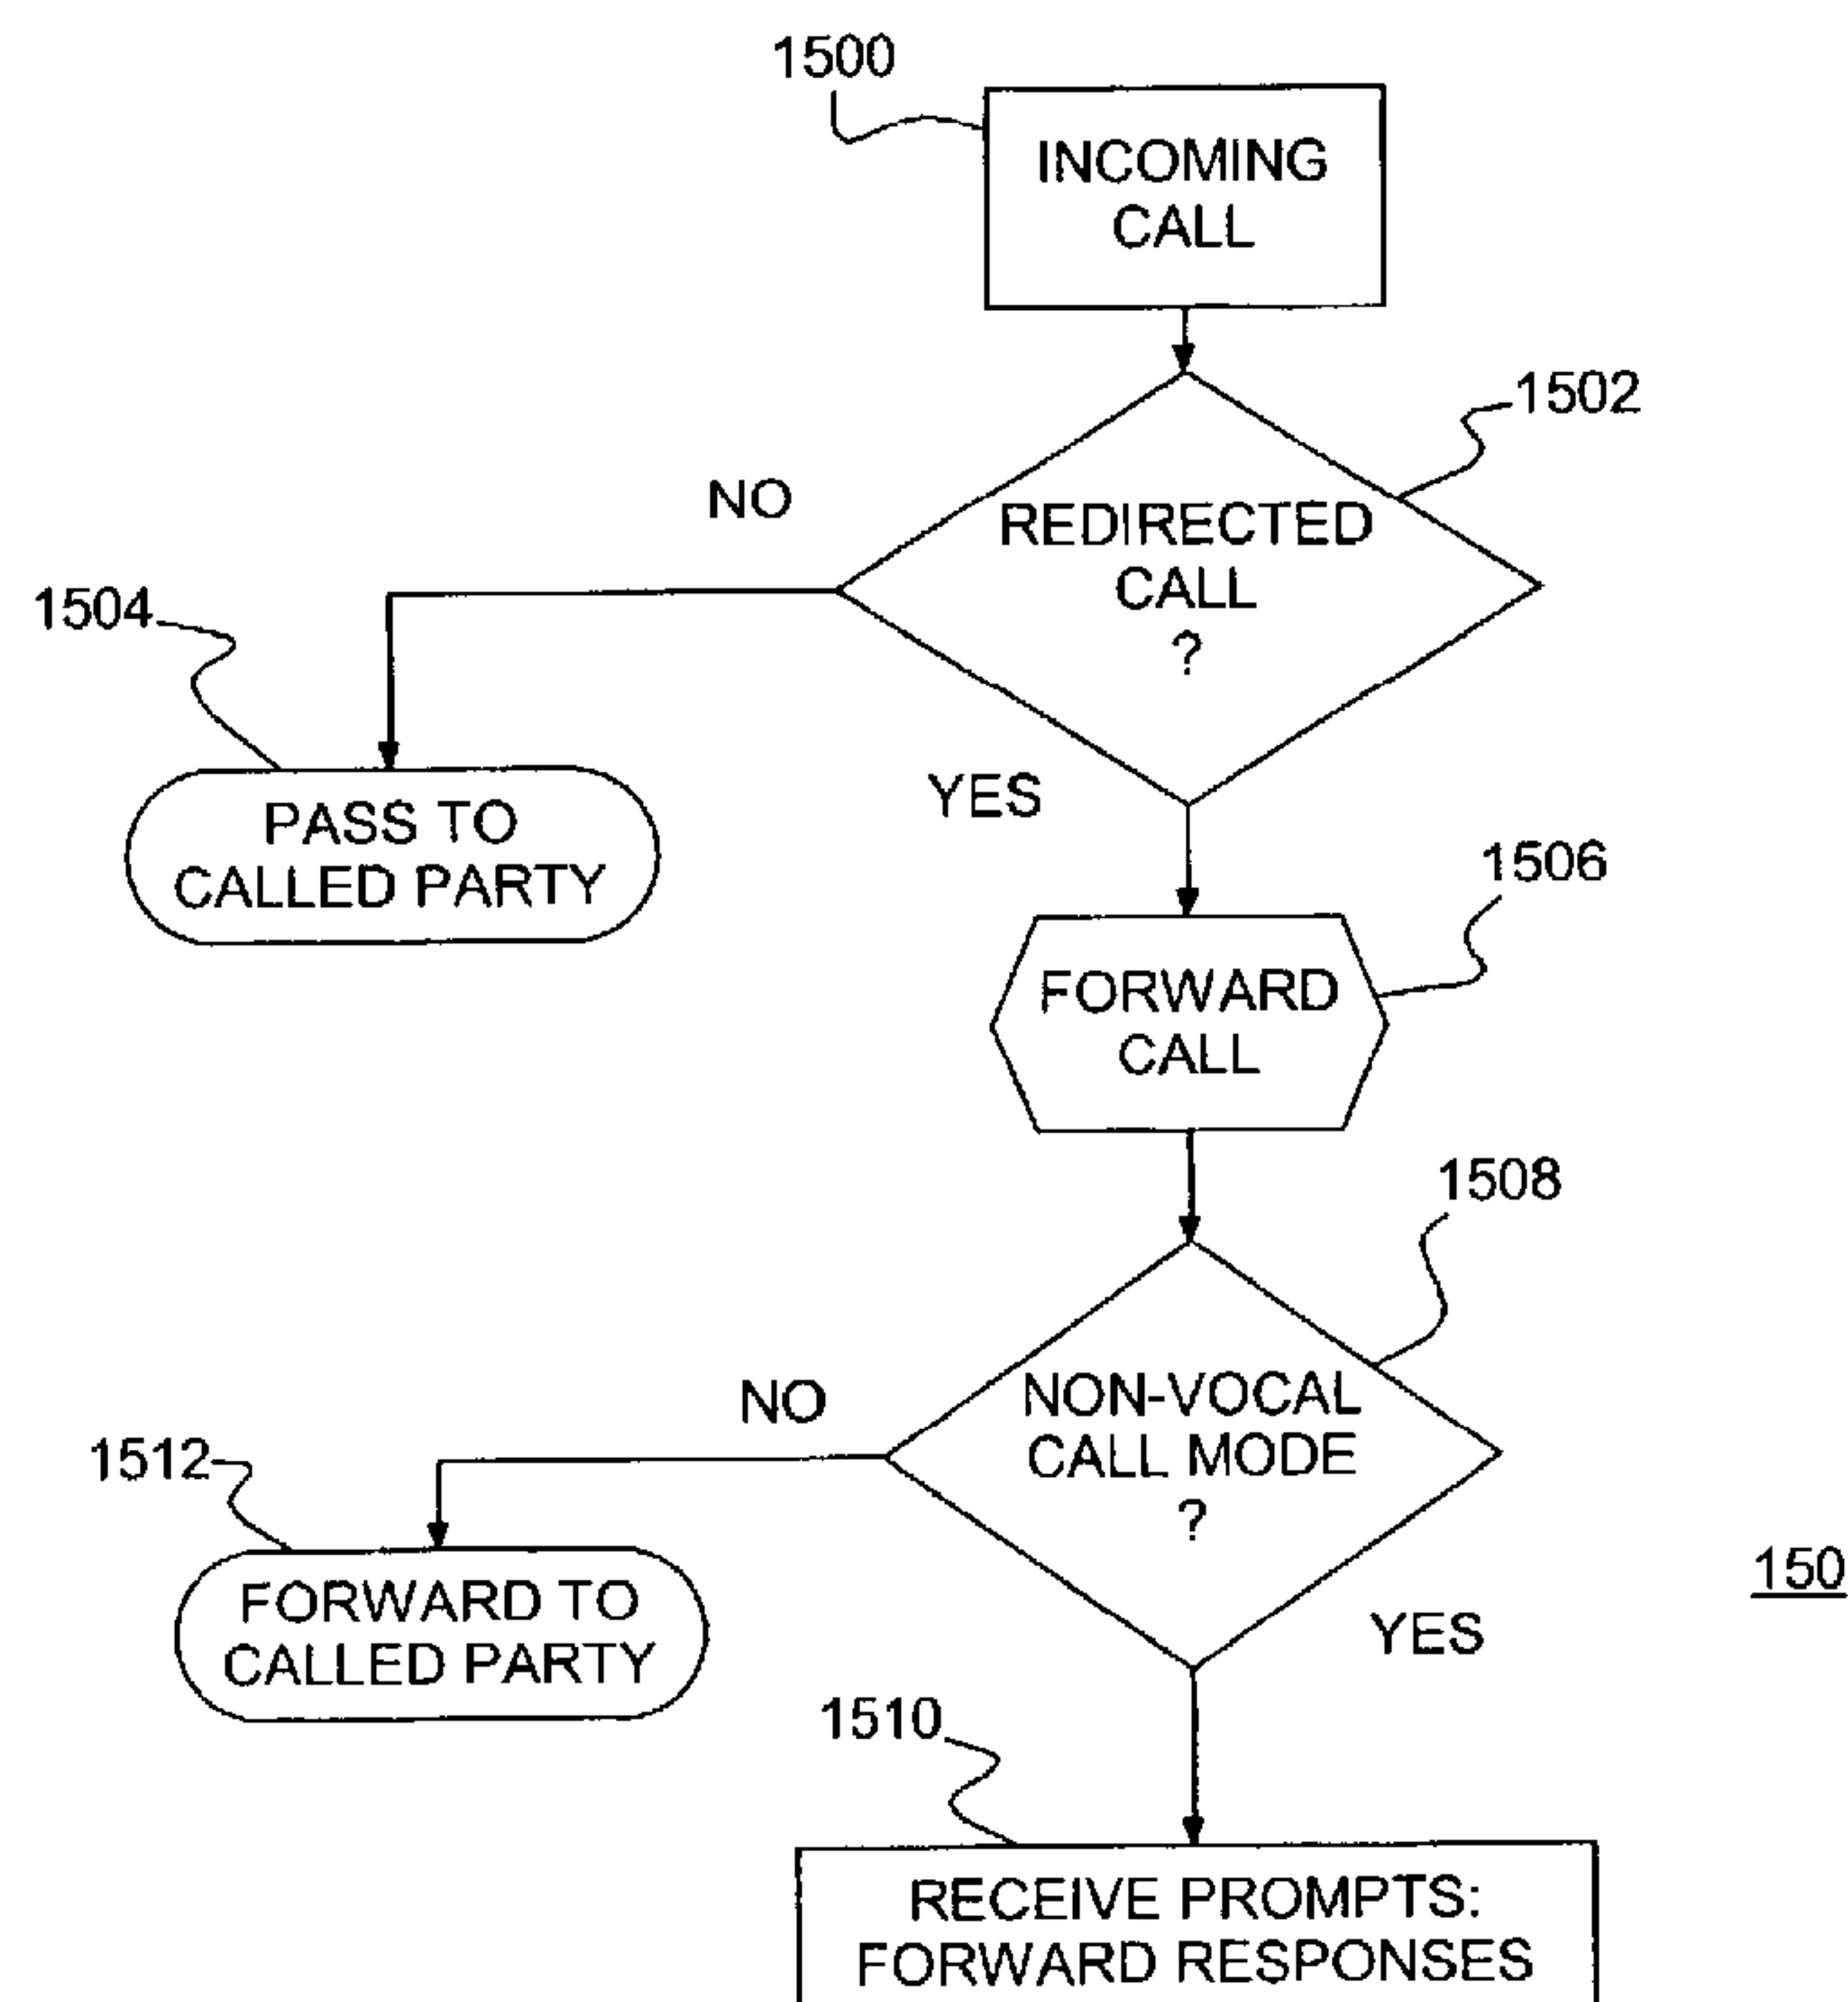 1500
INCOMING
CALL
1502
NO
REDIRECTED
CALL
?
1504
YES
PASS TO
CALLED PARTY
1506
FORWARD
CALL
1508
NO
NON-VOCAL
CALL MODE
?
1512
150
FORWARD TO
CALLED PARTY
YES
1510
RECEIVE PROMPTS:
FORWARD RESPONSES